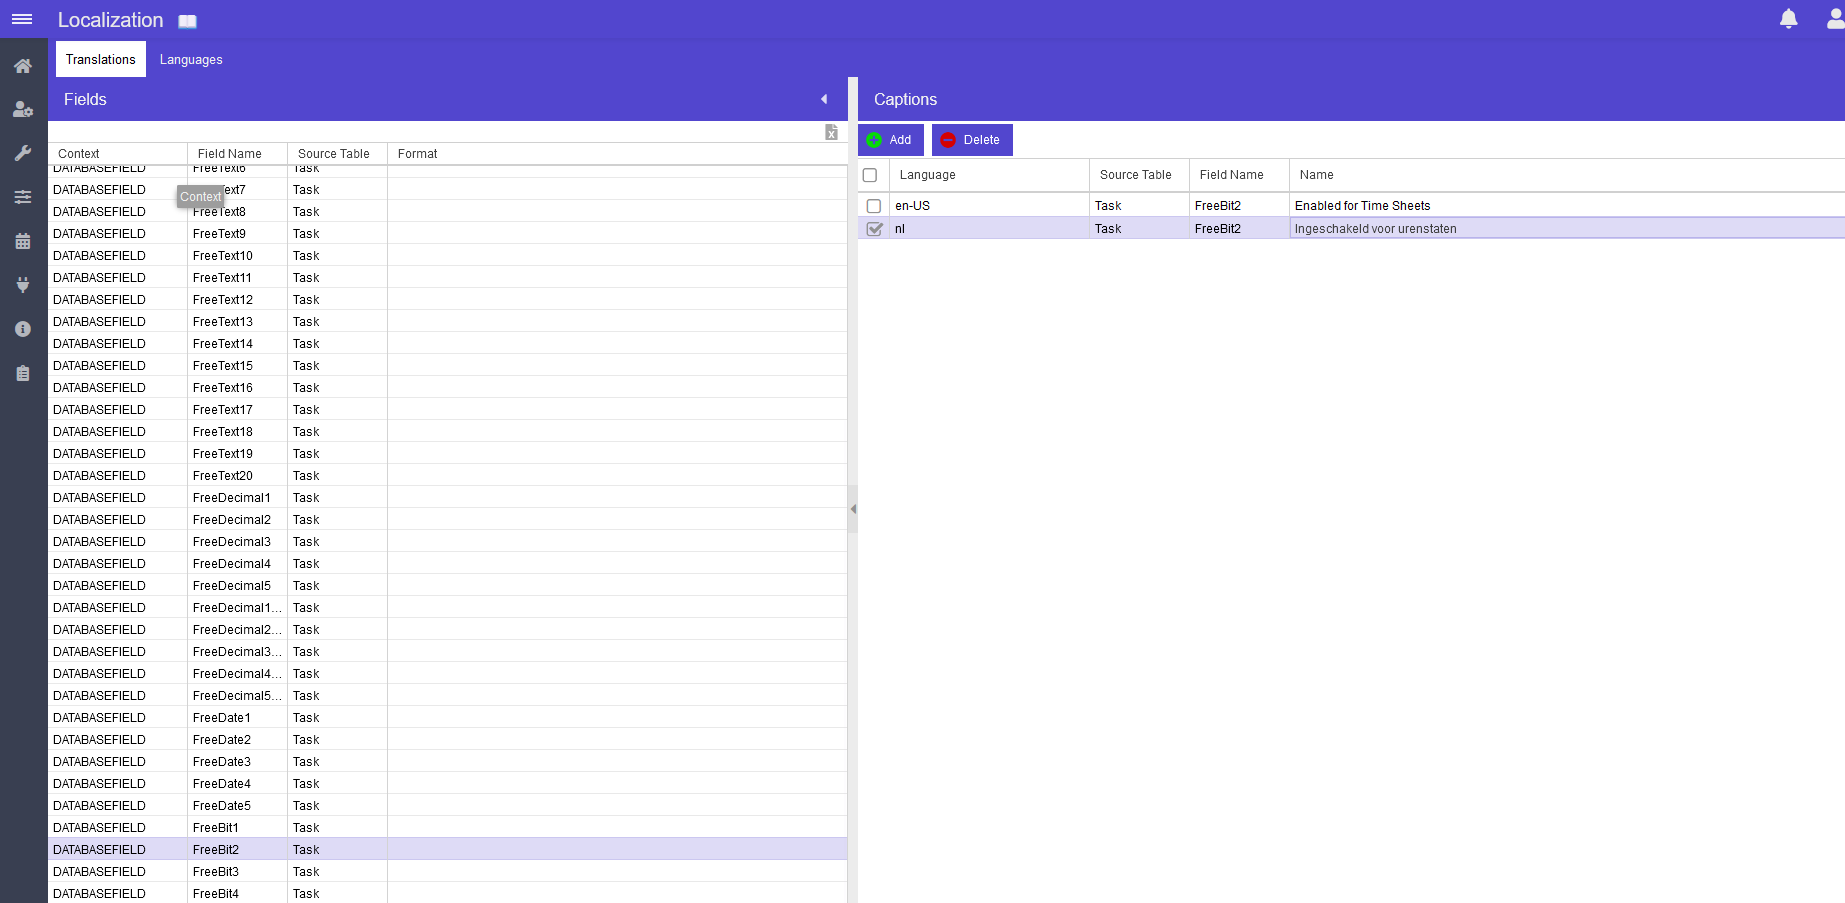 Localization
Translations Languages
Fields
Context Field Name Source Table Format
DATABASEFIELD FreeText6 Task
DATABASEFIELD FreeText7 Task
Context
DATABASEFIELD FreeText8 Task
DATABASEFIELD FreeText9 Task
DATABASEFIELD FreeText10 Task
DATABASEFIELD FreeText11 Task
DATABASEFIELD FreeText12 Task
DATABASEFIELD FreeText13 Task
DATABASEFIELD FreeText14 Task
DATABASEFIELD FreeText15 Task
DATABASEFIELD FreeText16 Task
DATABASEFIELD FreeText17 Task
DATABASEFIELD FreeText18 Task
DATABASEFIELD FreeText19 Task
DATABASEFIELD FreeText20 Task
DATABASEFIELD FreeDecimal1 Task
DATABASEFIELD FreeDecimal2 Task
DATABASEFIELD FreeDecimal3 Task
DATABASEFIELD FreeDecimal4 Task
DATABASEFIELD FreeDecimal5 Task
DATABASEFIELD FreeDecimal1... Task
DATABASEFIELD FreeDecimal2... Task
DATABASEFIELD FreeDecimal3... Task
DATABASEFIELD FreeDecimal4... Task
DATABASEFIELD FreeDecimal5... Task
DATABASEFIELD FreeDate1 Task
DATABASEFIELD FreeDate2 Task
DATABASEFIELD FreeDate3 Task
DATABASEFIELD FreeDate4 Task
DATABASEFIELD FreeDate5 Task
DATABASEFIELD FreeBit1 Task
DATABASEFIELD FreeBit2 Task
DATABASEFIELD FreeBit3 Task
DATABASEFIELD FreeBit4 Task
Captions
Add Delete
Language Source Table Field Name Name
en-US Task FreeBit2 Enabled for Time Sheets
nl Task FreeBit2 Ingeschakeld voor urenstaten